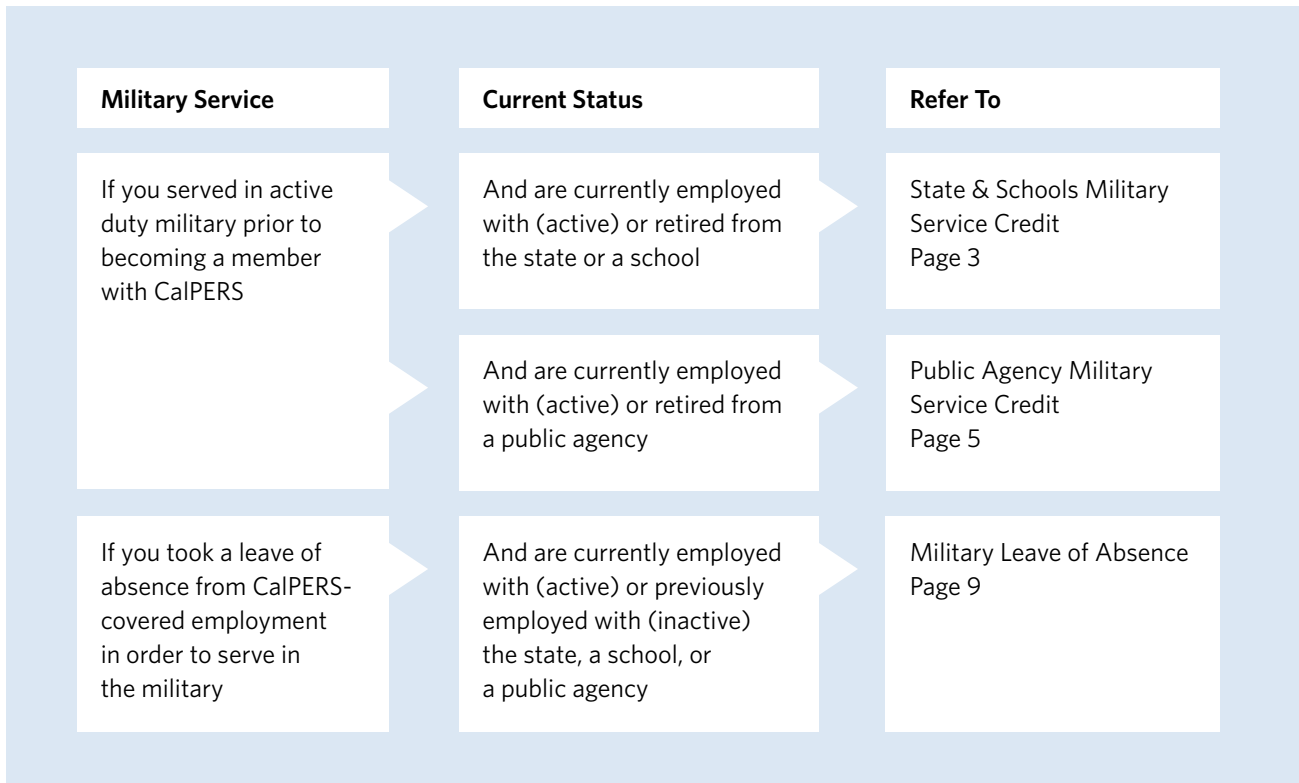 Military Service
Current Status
Refer To
If you served in active
duty military prior to
becoming a member
with CalPERS
And are currently employed
with (active) or retired from
the state or a school
State & Schools Military
Service Credit
Page 3
And are currently employed
with (active) or retired from
a public agency
Public Agency Military
Service Credit
Page 5
If you took a leave of
absence from CalPERS-
covered employment
in order to serve in
the military
And are currently employed
with (active) or previously
employed with (inactive)
the state, a school, or
a public agency
Military Leave of Absence
Page 9